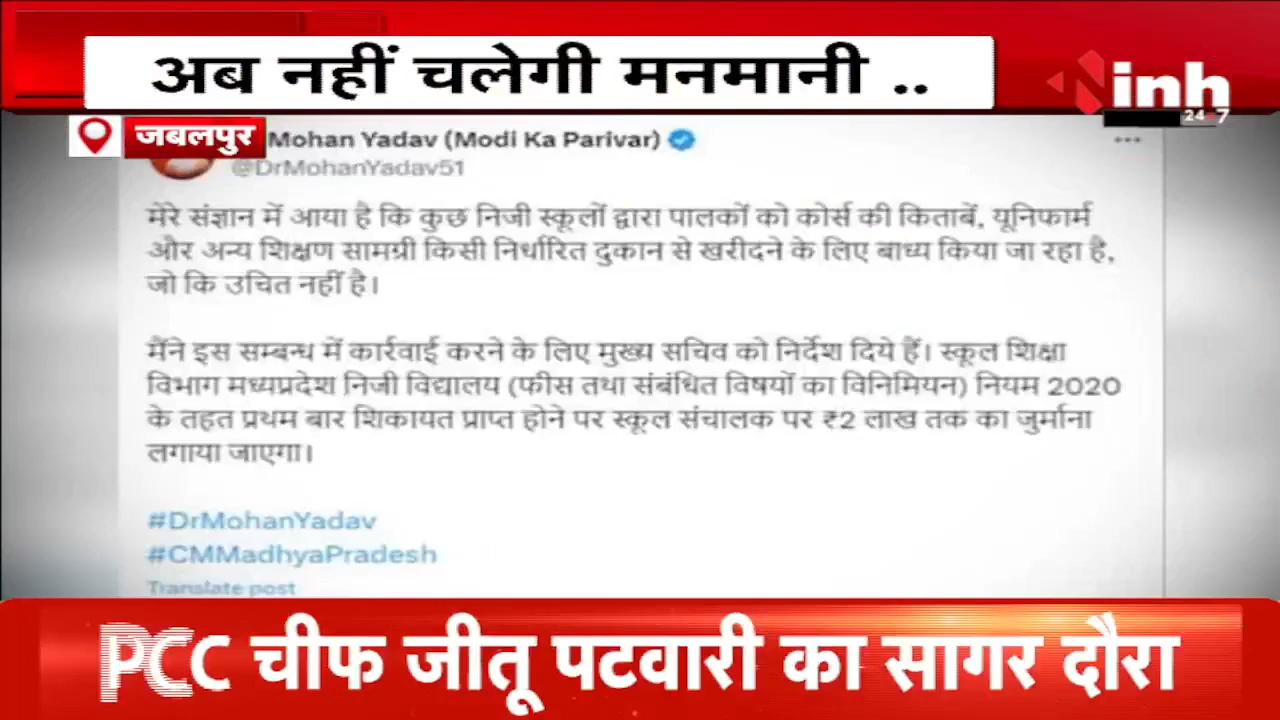 अब नहीं चलेगी मनमानी ..
inh
24x7
जबलपुर
Mohan Yadav (Modi Ka Parivar)
@DrMohanYadav51
मेरे संज्ञान में आया है कि कुछ निजी स्कूलों द्वारा पालकों को कोर्स की किताबें, यूनिफार्म
और अन्य शिक्षण सामग्री किसी निर्धारित दुकान से खरीदने के लिए बाध्य किया जा रहा है,
जो कि उचित नहीं है।
मैंने इस सम्बन्ध में कार्रवाई करने के लिए मुख्य सचिव को निर्देश दिये हैं। स्कूल शिक्षा
विभाग मध्यप्रदेश निजी विद्यालय (फीस तथा संबंधित विषयों का विनिमियन) नियम 2020
के तहत प्रथम बार शिकायत प्राप्त होने पर स्कूल संचालक पर ₹2 लाख तक का जुर्माना
लगाया जाएगा।
#DrMohanYadav
#CMMadhyaPradesh
Translate post
PCC चीफ जीतू पटवारी का सागर दौरा